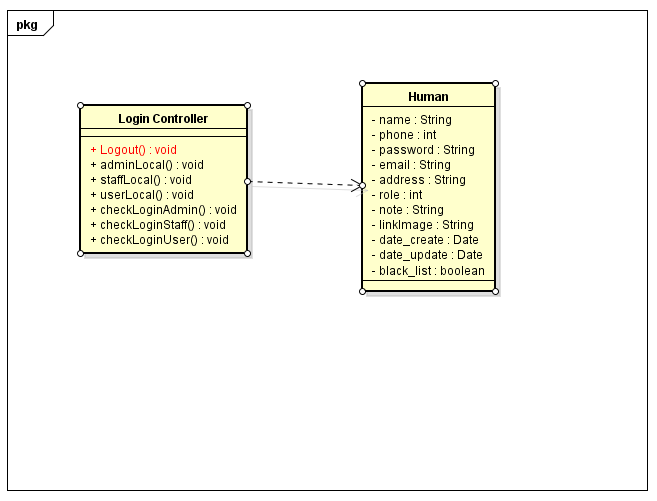 pkg
Login Controller
+ Logout() : void
+ adminLocal() : void
+ staffLocal() : void
+ userLocal() : void
+ checkLoginAdmin() : void
+ checkLoginStaff() : void
+ checkLoginUser() : void
Human
- name : String
- phone : int
- password : String
- email : String
- address : String
- role : int
- note : String
- linkImage : String
- date_create : Date
- date_update : Date
- black_list : boolean